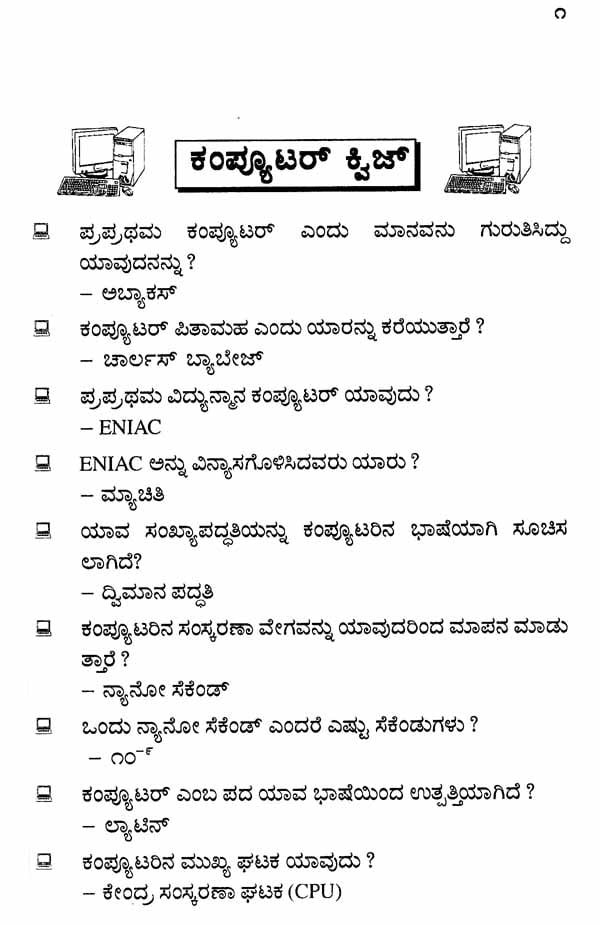 ೧
ಕಂಪ್ಯೂಟರ್ ಕ್ವಿಜ್
ಪ್ರಪ್ರಥಮ ಕಂಪ್ಯೂಟರ್ ಎಂದು ಮಾನವನು ಗುರುತಿಸಿದ್ದು
ಯಾವುದನನ್ನು ?
– ಅಬ್ಯಾಕಸ್
ಕಂಪ್ಯೂಟರ್ ಪಿತಾಮಹ ಎಂದು ಯಾರನ್ನು ಕರೆಯುತ್ತಾರೆ ?
– ಚಾರ್ಲಸ್ ಬ್ಯಾಬೇಜ್
ಪ್ರಪ್ರಥಮ ವಿದ್ಯುನ್ಮಾನ ಕಂಪ್ಯೂಟರ್ ಯಾವುದು ?
– ENIAC
ENIAC ಅನ್ನು ವಿನ್ಯಾಸಗೊಳಿಸಿದವರು ಯಾರು ?
– ಮ್ಯಾಚಿತಿ
ಯಾವ ಸಂಖ್ಯಾಪದ್ಧತಿಯನ್ನು ಕಂಪ್ಯೂಟರಿನ ಭಾಷೆಯಾಗಿ ಸೂಚಿಸ
ಲಾಗಿದೆ?
– ದ್ವಿಮಾನ ಪದ್ಧತಿ
ಕಂಪ್ಯೂಟರಿನ ಸಂಸ್ಕರಣಾ ವೇಗವನ್ನು ಯಾವುದರಿಂದ ಮಾಪನ ಮಾಡು
ತ್ತಾರೆ ?
– ನ್ಯಾನೋ ಸೆಕೆಂಡ್
ಒಂದು ನ್ಯಾನೋ ಸೆಕೆಂಡ್ ಎಂದರೆ ಎಷ್ಟು ಸೆಕೆಂಡುಗಳು ?
– ೧೦⁻೯
ಕಂಪ್ಯೂಟರ್ ಎಂಬ ಪದ ಯಾವ ಭಾಷೆಯಿಂದ ಉತ್ಪತ್ತಿಯಾಗಿದೆ ?
– ಲ್ಯಾಟಿನ್
ಕಂಪ್ಯೂಟರಿನ ಮುಖ್ಯ ಘಟಕ ಯಾವುದು ?
– ಕೇಂದ್ರ ಸಂಸ್ಕರಣಾ ಘಟಕ (CPU)